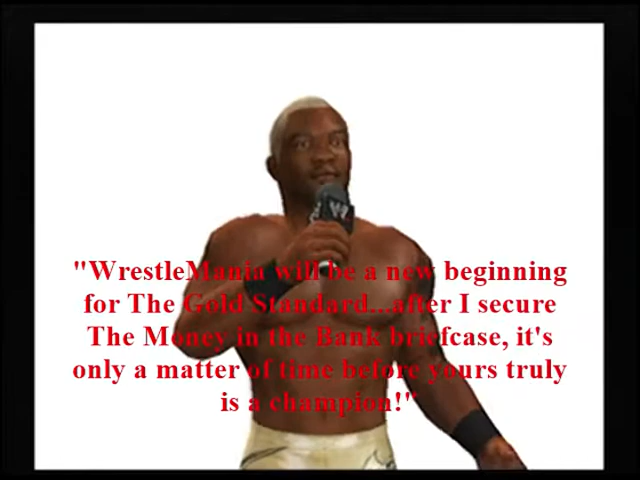 "WrestleMania will be a new beginning
for The Gold Standard...after I secure
The Money in the Bank briefcase, it's
only a matter of time before yours truly
is a champion!"
W